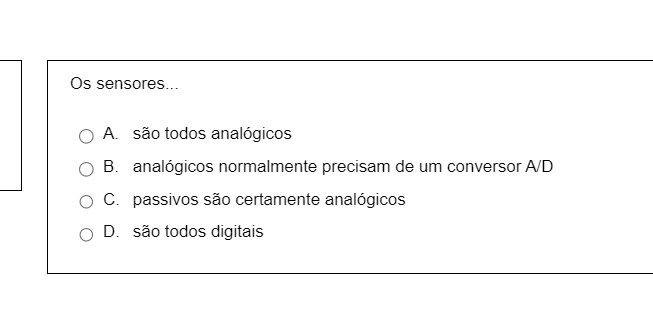 Os sensores...
A. são todos analógicos
B. analógicos normalmente precisam de um conversor A/D
C. passivos são certamente analógicos
D. são todos digitais